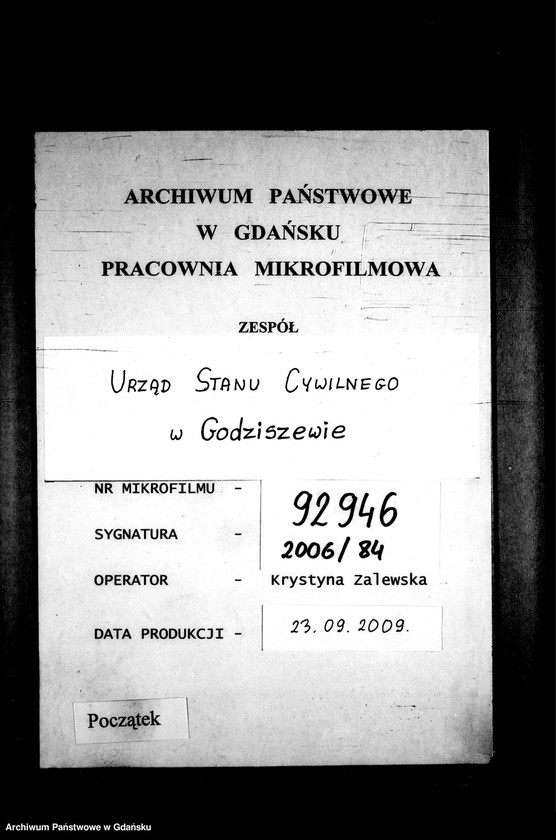 ARCHIWUM PAŃSTWOWE
W GDAŃSKU
PRACOWNIA MIKROFILMOWA
ZESPÓŁ
URZĄD STANU CYWILNEGO
w Godziszewie
NR MIKROFILMU - 92946
SYGNATURA - 2006/84
OPERATOR - Krystyna Zalewska
DATA PRODUKCJI - 23.09.2009.
Początek
Archiwum Państwowe w Gdańsku